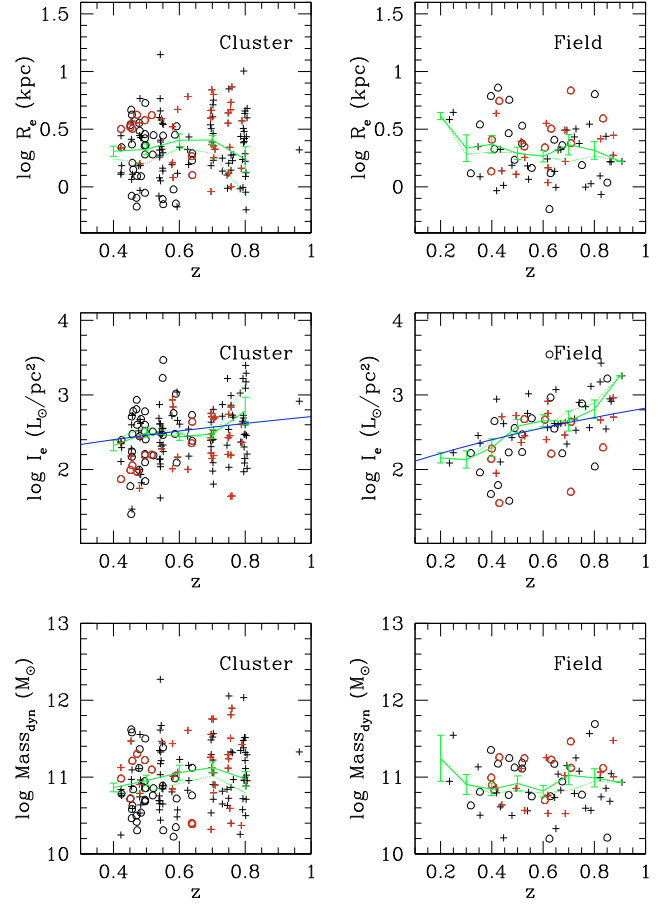 1.5
1
0.5
0
log R_e (kpc)
Cluster
0.4 0.6 0.8 1
z
1.5
1
0.5
0
log R_e (kpc)
Field
0.2 0.4 0.6 0.8 1
z
4
3
2
log I_e (L_⊙/pc²)
Cluster
0.4 0.6 0.8 1
z
4
3
2
log I_e (L_⊙/pc²)
Field
0.2 0.4 0.6 0.8 1
z
13
12
11
10
log Mass_dyn (M_⊙)
Cluster
0.4 0.6 0.8 1
z
13
12
11
10
log Mass_dyn (M_⊙)
Field
0.2 0.4 0.6 0.8 1
z